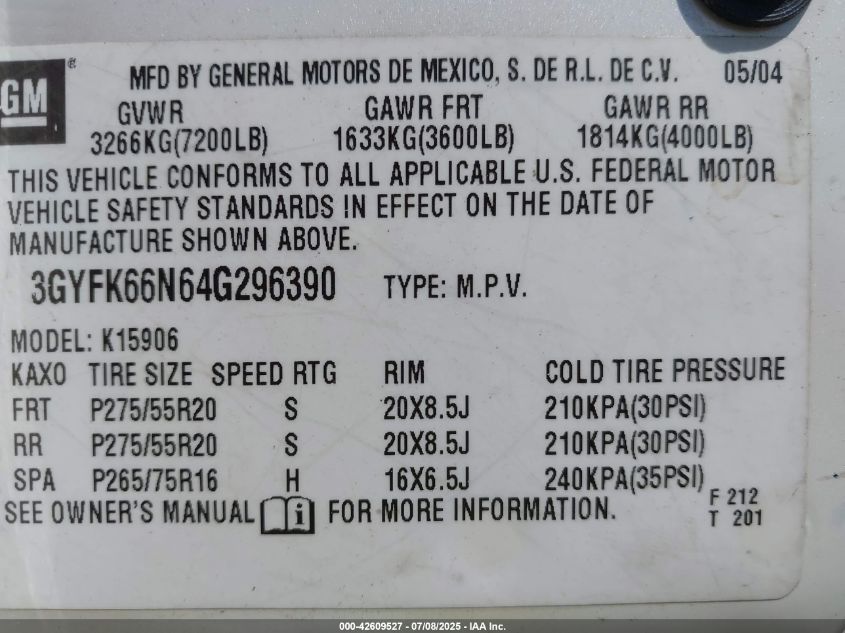 GM ®
MFD BY GENERAL MOTORS DE MEXICO, S. DE R.L. DE C.V. 05/04
GVWR GAWR FRT GAWR RR
3266KG(7200LB) 1633KG(3600LB) 1814KG(4000LB)
THIS VEHICLE CONFORMS TO ALL APPLICABLE U.S. FEDERAL MOTOR
VEHICLE SAFETY STANDARDS IN EFFECT ON THE DATE OF
MANUFACTURE SHOWN ABOVE.
3GYFK66N64G296390 TYPE: M.P.V.
MODEL: K15906
KAXO TIRE SIZE SPEED RTG RIM COLD TIRE PRESSURE
FRT P275/55R20 S 20X8.5J 210KPA(30PSI)
RR P275/55R20 S 20X8.5J 210KPA(30PSI)
SPA P265/75R16 H 16X6.5J 240KPA(35PSI)
SEE OWNER'S MANUAL i FOR MORE INFORMATION.
F 212
T 201
000-42609527 - 07/08/2025 - IAA Inc.